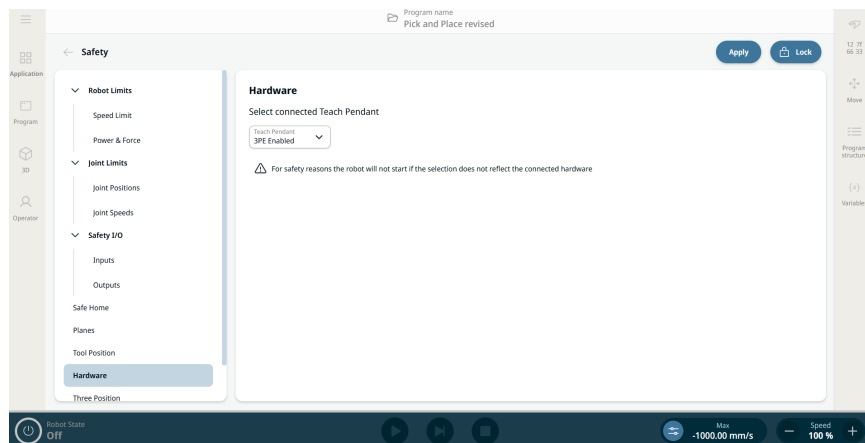 Program name
Pick and Place revised
Application
Program
3D
Operator
Safety
Apply
Lock
Robot Limits
Speed Limit
Power & Force
Joint Limits
Joint Positions
Joint Speeds
Safety I/O
Inputs
Outputs
Safe Home
Planes
Tool Position
Hardware
Three Position
Hardware
Select connected Teach Pendant
Teach Pendant
3PE Enabled
For safety reasons the robot will not start if the selection does not reflect the connected hardware
66 33
Move
Program
structure
{x}
Variable
Robot State
Off
Max
-1000.00 mm/s
Speed
100 %